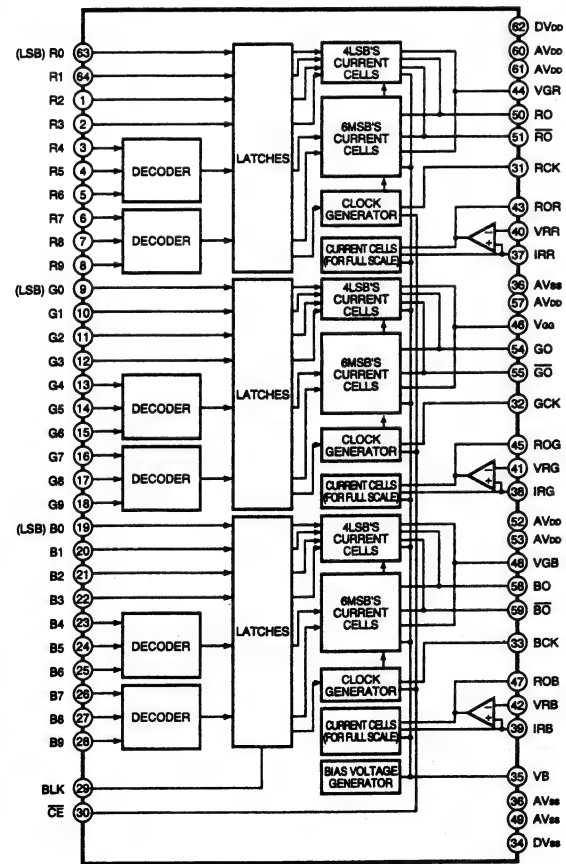 (LSB) R0 63
R1 64
R2 1
R3 2
R4 3
R5 4
R6 5
R7 6
R8 7
R9 8
(LSB) G0 9
G1 10
G2 11
G3 12
G4 13
G5 14
G6 15
G7 16
G8 17
G9 18
(LSB) B0 19
B1 20
B2 21
B3 22
B4 23
B5 24
B6 25
B7 26
B8 27
B9 28
BLK 29
CE 30
DECODER
DECODER
LATCHES
4LSB'S
CURRENT
CELLS
6MSB'S
CURRENT
CELLS
CLOCK
GENERATOR
CURRENT CELLS
(FOR FULL SCALE)
DECODER
DECODER
LATCHES
4LSB'S
CURRENT
CELLS
6MSB'S
CURRENT
CELLS
CLOCK
GENERATOR
CURRENT CELLS
(FOR FULL SCALE)
DECODER
DECODER
LATCHES
4LSB'S
CURRENT
CELLS
6MSB'S
CURRENT
CELLS
CLOCK
GENERATOR
CURRENT CELLS
(FOR FULL SCALE)
BIAS VOLTAGE
GENERATOR
62 DVDD
60 AVDD
61 AVDD
44 VGR
50 RO
51 RO
31 RCK
43 ROR
- 40 VRR
+ 37 IRR
36 AVSS
57 AVDD
46 VGG
54 GO
55 GO
32 GCK
45 ROG
- 41 VRG
+ 38 IRG
52 AVDD
53 AVDD
48 VGB
58 BO
59 BO
33 BCK
47 ROB
- 42 VRB
+ 39 IRB
35 VB
36 AVSS
49 AVSS
34 DVSS